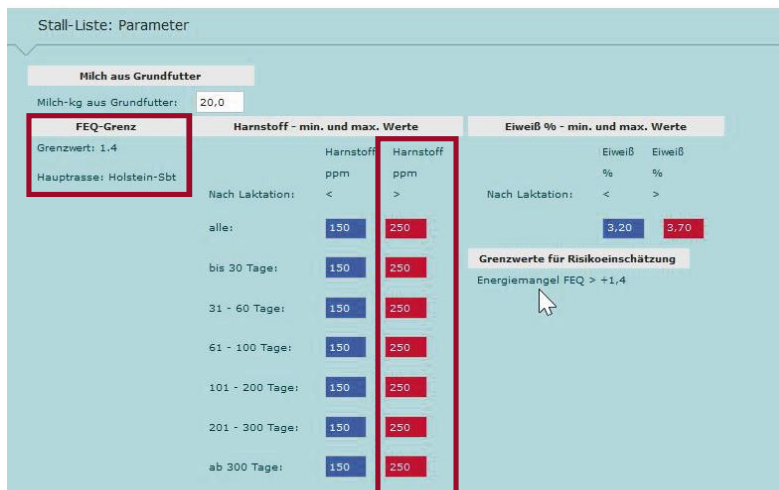 Stall-Liste: Parameter
Milch aus Grundfutter
Milch-kg aus Grundfutter: 20,0
FEQ-Grenz
Grenzwert: 1.4
Hauptrasse: Holstein-Sbt
Harnstoff - min. und max. Werte
Harnstoff Harnstoff
ppm ppm
Nach Laktation: < >
alle: 150 250
bis 30 Tage: 150 250
31 - 60 Tage: 150 250
61 - 100 Tage: 150 250
101 - 200 Tage: 150 250
201 - 300 Tage: 150 250
ab 300 Tage: 150 250
Eiweiß % - min. und max. Werte
Eiweiß Eiweiß
% %
Nach Laktation: < >
3,20 3,70
Grenzwerte für Risikoeinschätzung
Energiemangel FEQ > +1,4